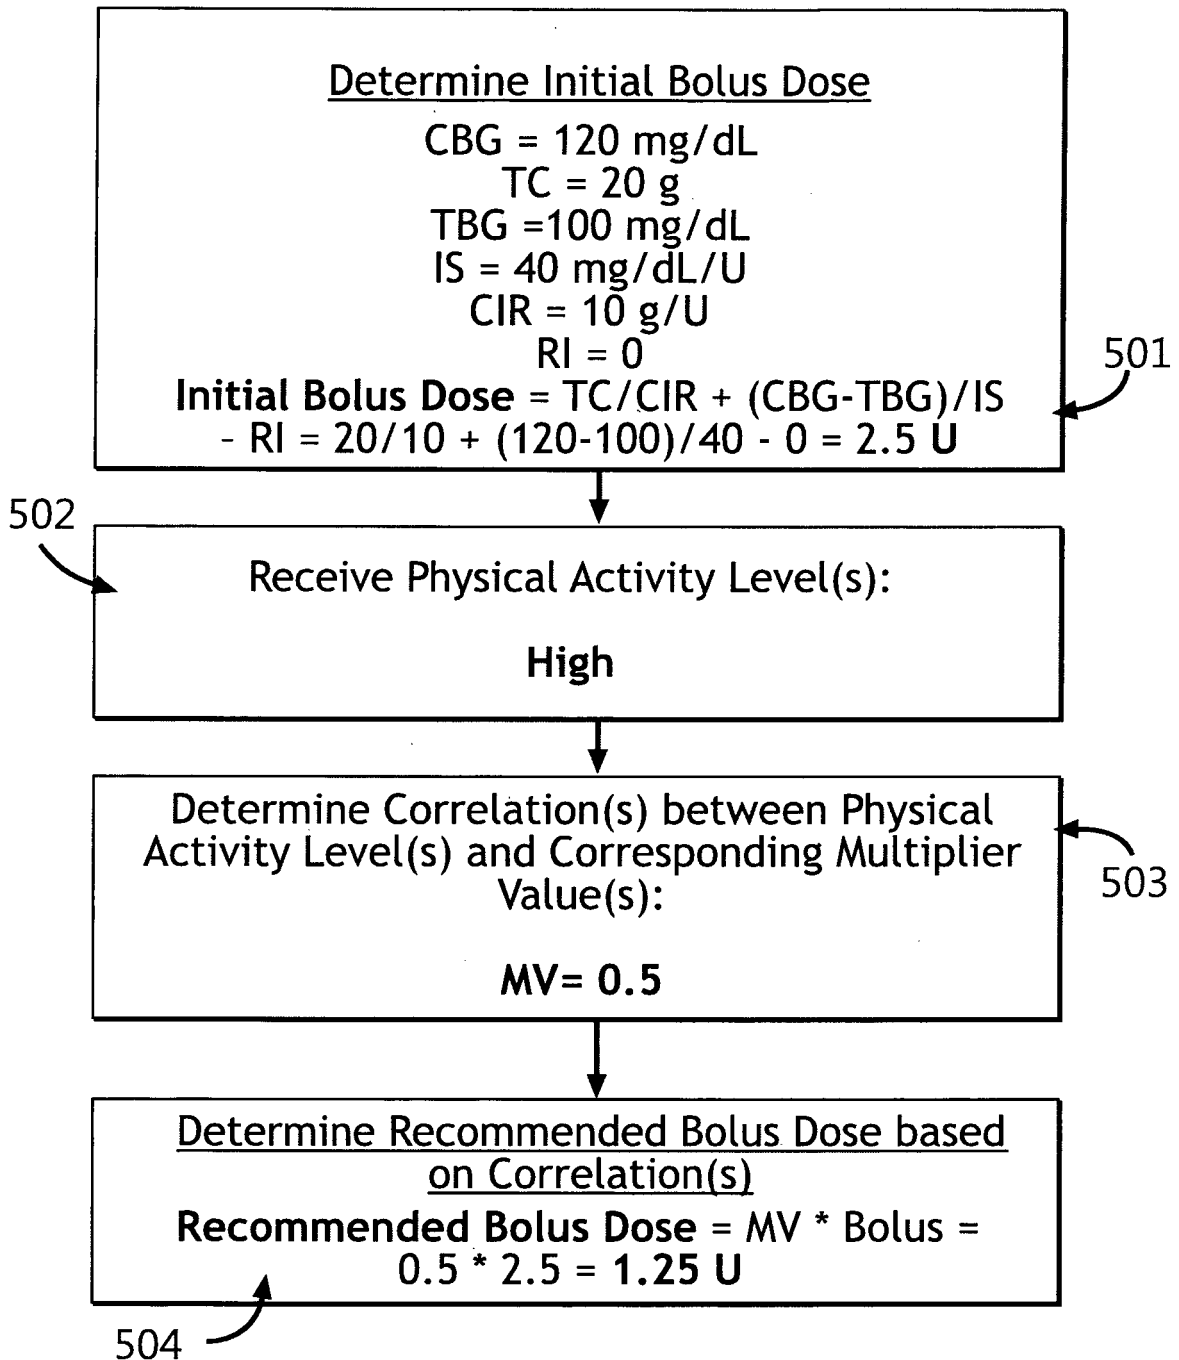 Determine Initial Bolus Dose
CBG = 120 mg/dL
TC = 20 g
TBG =100 mg/dL
IS = 40 mg/dL/U
CIR = 10 g/U
RI = 0
501
Initial Bolus Dose = TC/CIR + (CBG-TBG)/IS
- RI = 20/10 + (120-100)/40 - 0 = 2.5 U
502
Receive Physical Activity Level(s):
High
Determine Correlation(s) between Physical
Activity Level(s) and Corresponding Multiplier
Value(s):
503
MV= 0.5
Determine Recommended Bolus Dose based
on Correlation(s)
Recommended Bolus Dose = MV * Bolus =
0.5 * 2.5 = 1.25 U
504